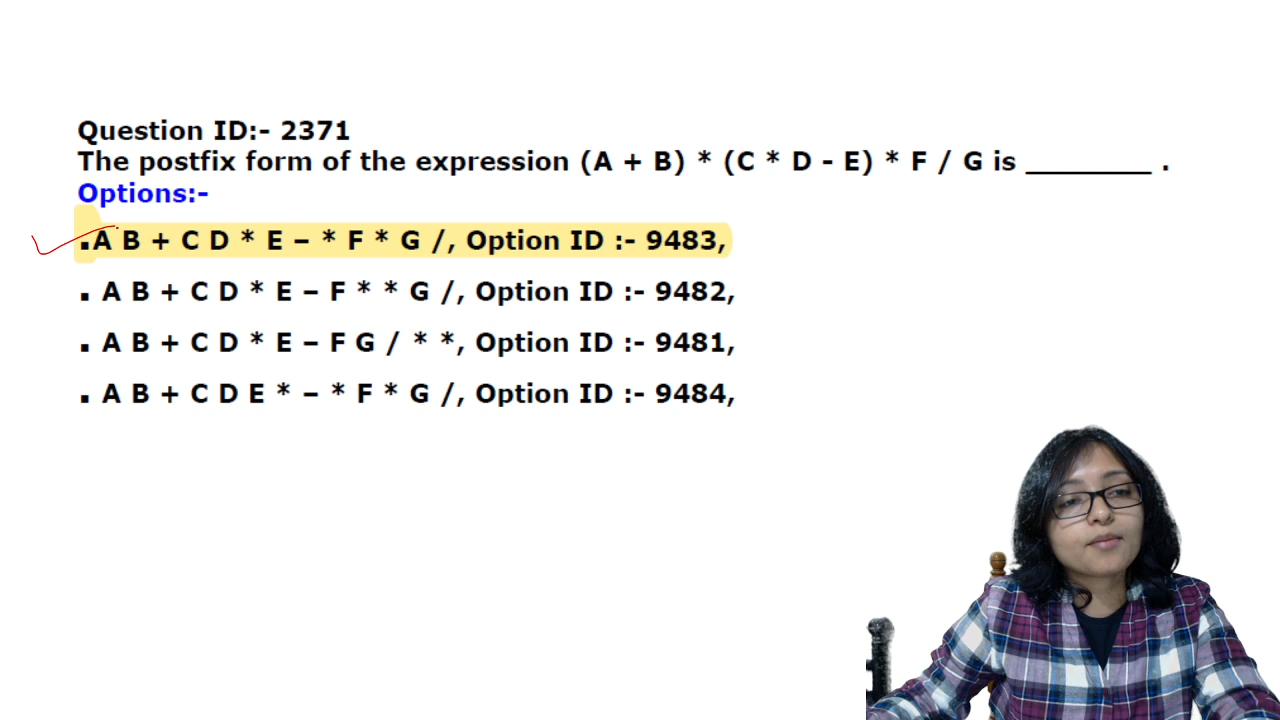 Question ID:- 2371
The postfix form of the expression (A + B) * (C * D - E) * F / G is ________ .
Options:-
▪A B + C D * E – * F * G /, Option ID :- 9483,
▪ A B + C D * E – F * * G /, Option ID :- 9482,
▪ A B + C D * E – F G / * *, Option ID :- 9481,
▪ A B + C D E * – * F * G /, Option ID :- 9484,